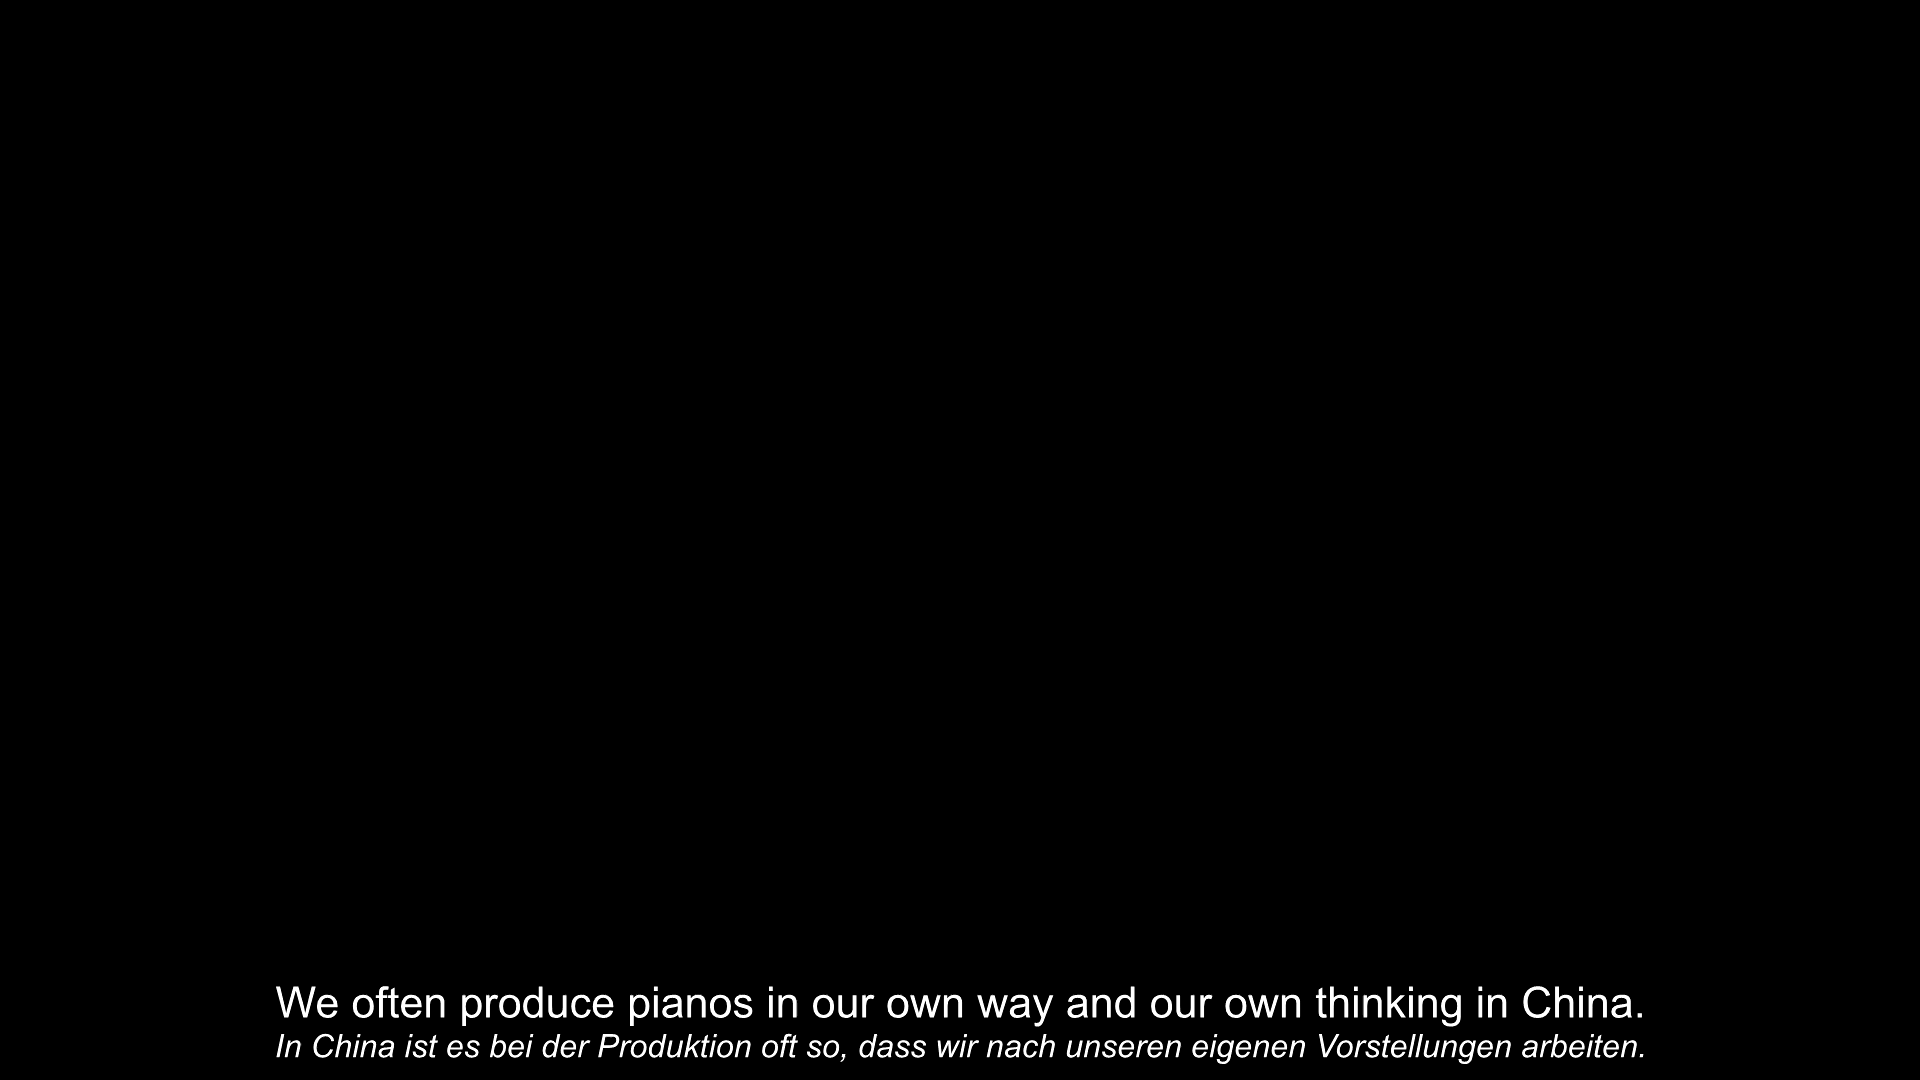 We often produce pianos in our own way and our own thinking in China.
In China ist es bei der Produktion oft so, dass wir nach unseren eigenen Vorstellungen arbeiten.